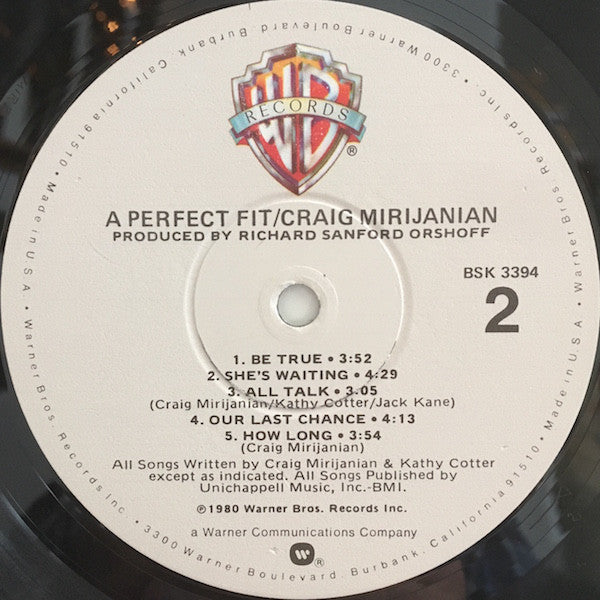 WB
RECORDS
®
A PERFECT FIT/CRAIG MIRIJANIAN
PRODUCED BY RICHARD SANFORD ORSHOFF
BSK 3394
2
1. BE TRUE • 3:52
2. SHE'S WAITING • 4:29
3. ALL TALK • 3:05
(Craig Mirijanian/Kathy Cotter/Jack Kane)
4. OUR LAST CHANCE • 4:13
5. HOW LONG • 3:54
(Craig Mirijanian)
All Songs Written by Craig Mirijanian & Kathy Cotter
except as indicated. All Songs Published by
Unichappell Music, Inc.-BMI.
℗1980 Warner Bros. Records Inc.
a Warner Communications Company
®
Made in U.S.A. • Warner Bros. Records Inc. • 3300 Warner Boulevard, Burbank, California 91510 • Made in U.S.A. • Warner Bros. Records Inc. • 3300 Warner Boulevard, Burbank, California 91510 •